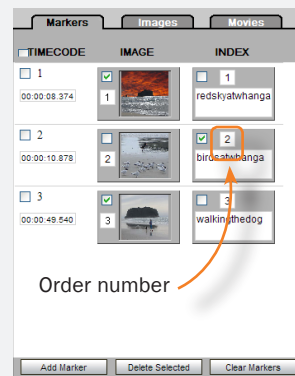 Markers Images Movies
TIMECODE IMAGE INDEX
1 1
00:00:08.374 1 redskyatwhanga
2 2
00:00:10.878 2 birdsatwhanga
3 3
00:00:49.540 3 walkingthedog
Order number
Add Marker Delete Selected Clear Markers